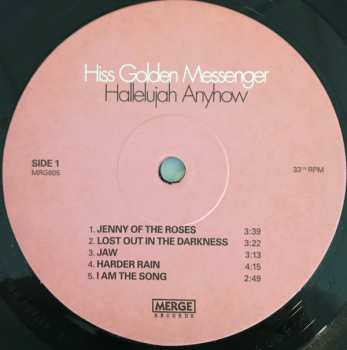 Hiss Golden Messenger
Hallelujah Anyhow
SIDE 1
MRG605
33⅓ RPM
1. JENNY OF THE ROSES 3:39
2. LOST OUT IN THE DARKNESS 3:22
3. JAW 3:13
4. HARDER RAIN 4:15
5. I AM THE SONG 2:49
MERGE
RECORDS